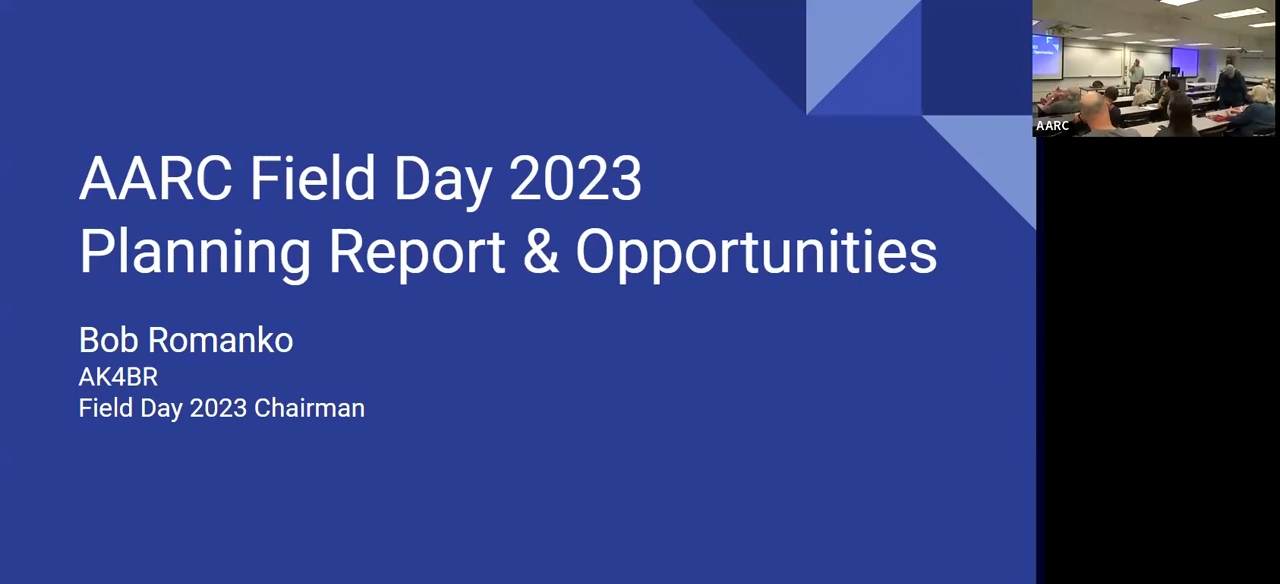 AARC Field Day 2023
Planning Report & Opportunities
Bob Romanko
AK4BR
Field Day 2023 Chairman
AARC